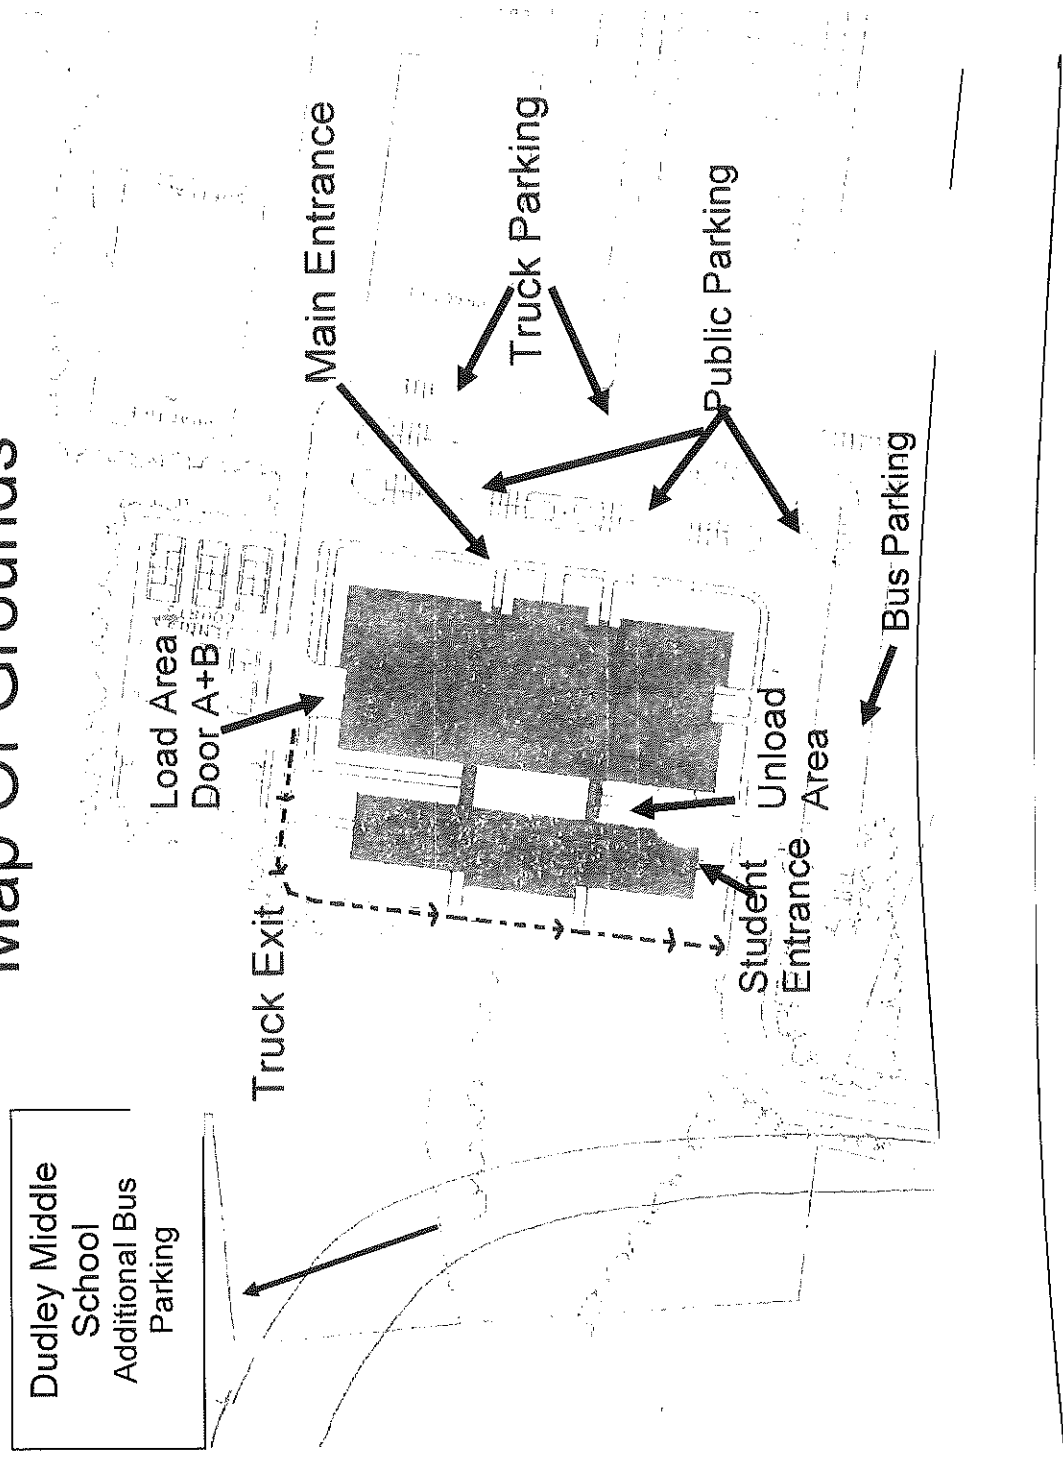 Map Of Grounds
Dudley Middle
School
Additional Bus
Parking
Load Area
Door A+B
Truck Exit
Main Entrance
Truck Parking
Public Parking
Student
Entrance
Unload
Area
Bus Parking